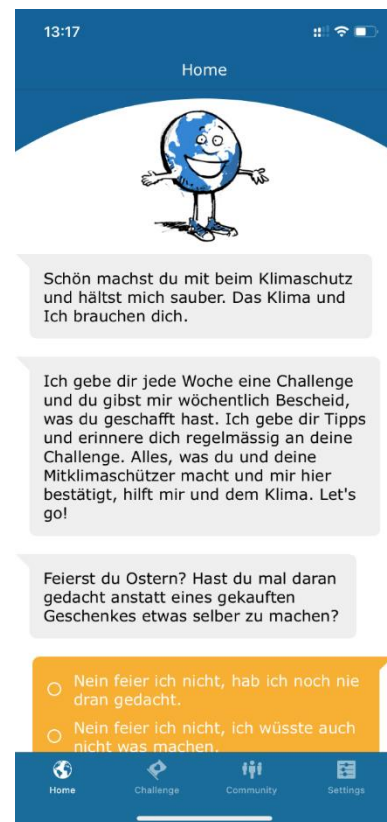 13:17
Home
Schön machst du mit beim Klimaschutz
und hältst mich sauber. Das Klima und
Ich brauchen dich.
Ich gebe dir jede Woche eine Challenge
und du gibst mir wöchentlich Bescheid,
was du geschafft hast. Ich gebe dir Tipps
und erinnere dich regelmässig an deine
Challenge. Alles, was du und deine
Mitklimaschützer macht und mir hier
bestätigt, hilft mir und dem Klima. Let's
go!
Feierst du Ostern? Hast du mal daran
gedacht anstatt eines gekauften
Geschenkes etwas selber zu machen?
Nein feier ich nicht, hab ich noch nie
dran gedacht.
Nein feier ich nicht, ich wüsste auch
nicht was machen.
Home Challenge Community Settings